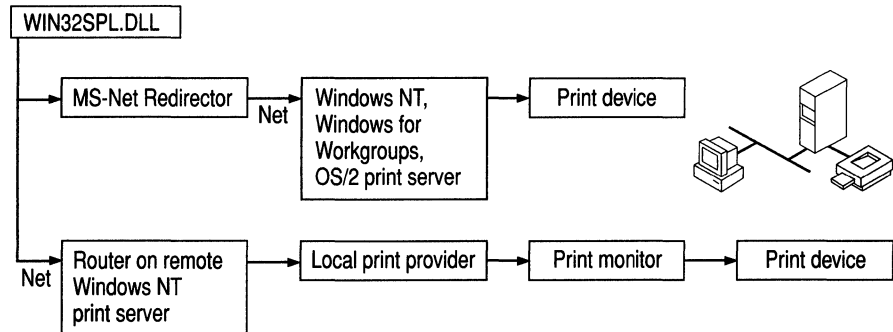 WIN32SPL.DLL
MS-Net Redirector
Net
Windows NT,
Windows for
Workgroups,
OS/2 print server
Print device
Net
Router on remote
Windows NT
print server
Local print provider
Print monitor
Print device